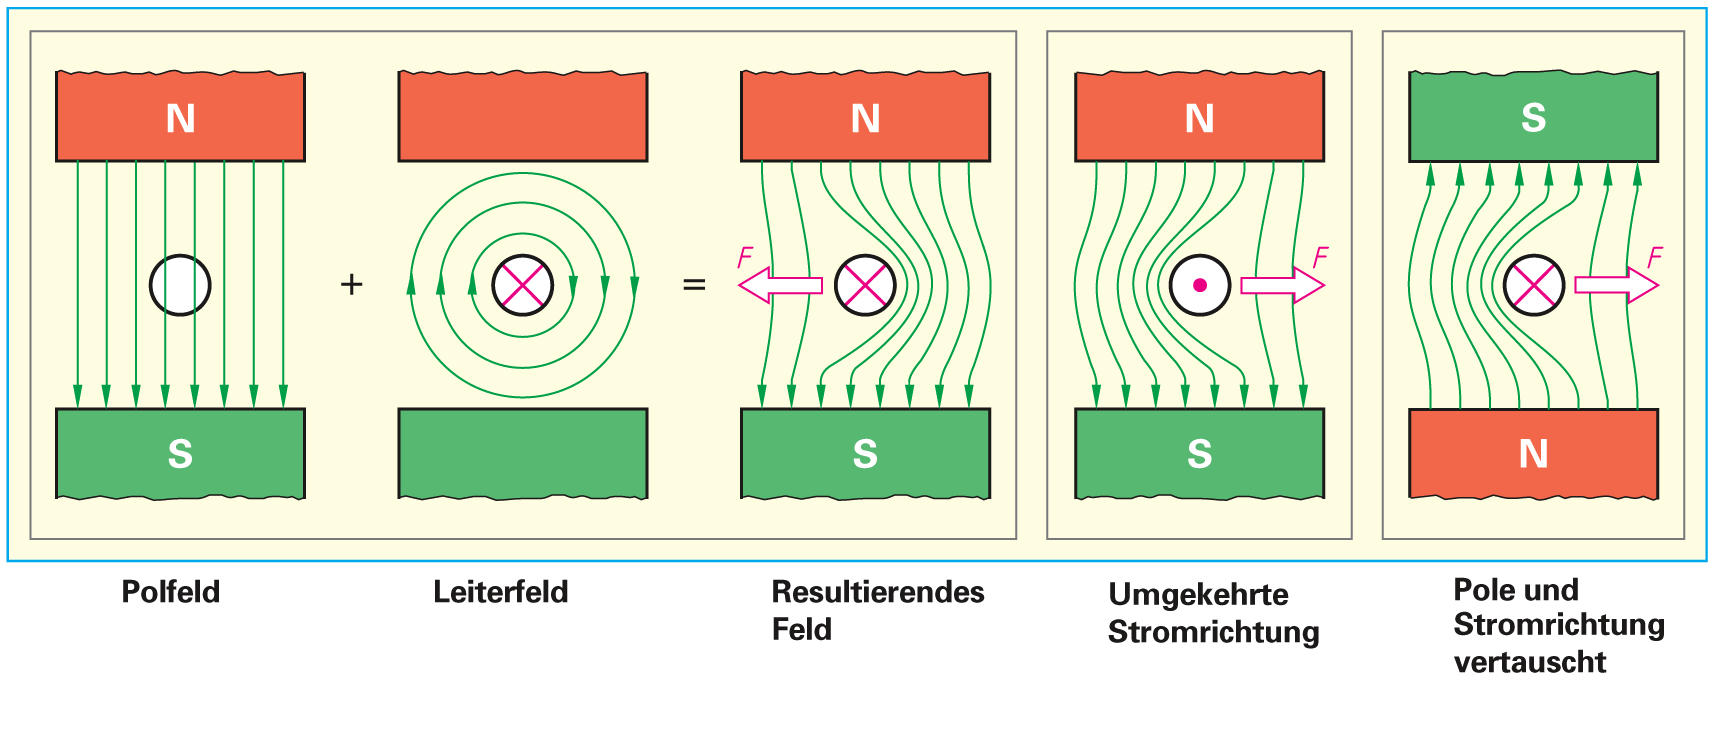 N
N
N
S
F
F
F
+
=
S
S
S
N
Polfeld
Leiterfeld
Resultierendes
Feld
Umgekehrte
Stromrichtung
Pole und
Stromrichtung
vertauscht